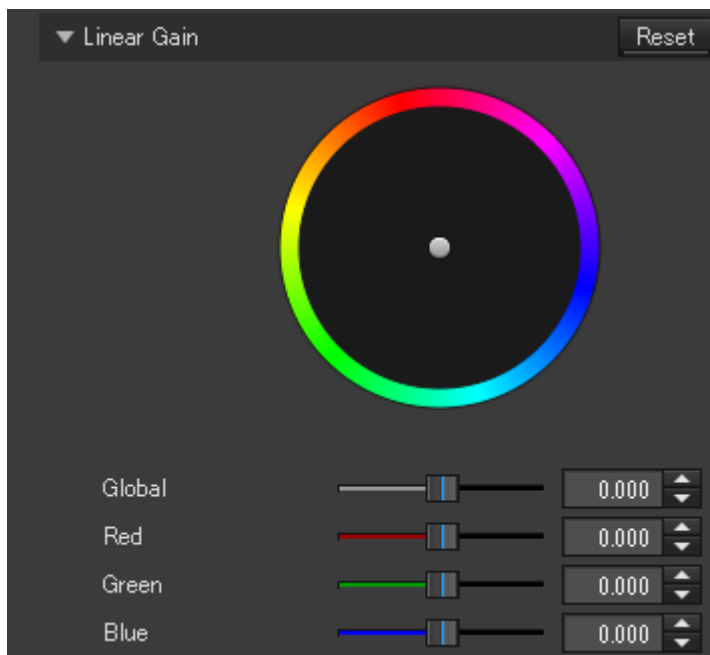 Linear Gain Reset
Global 0.000
Red 0.000
Green 0.000
Blue 0.000